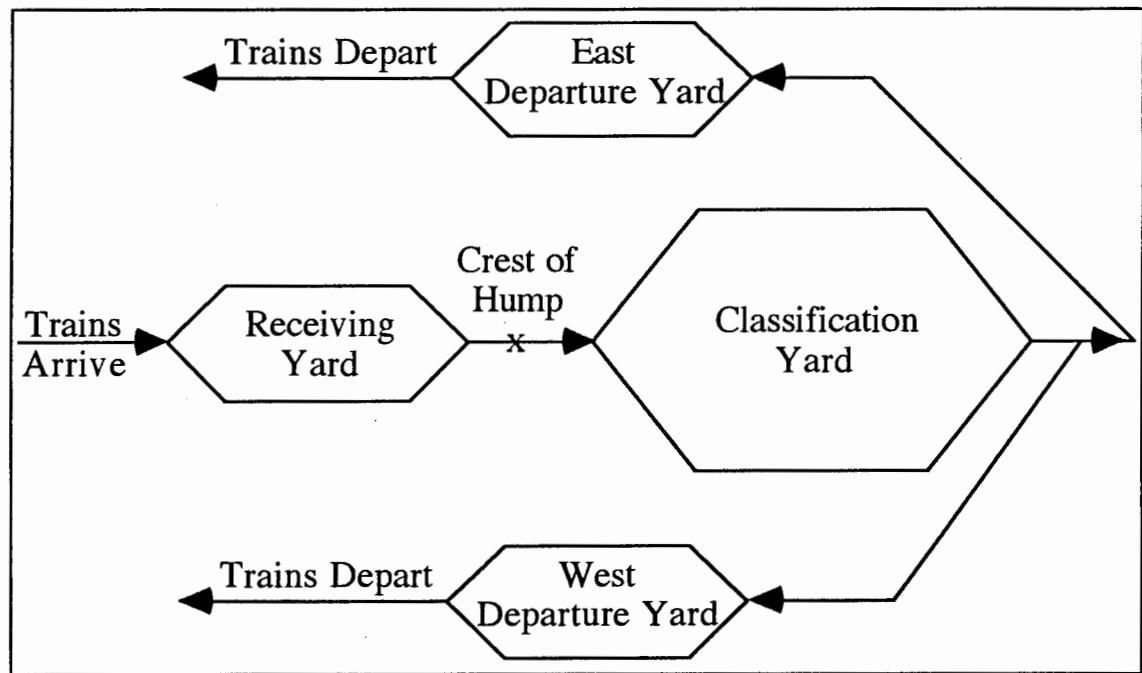 Trains Depart
East
Departure Yard
Crest of
Hump
x
Trains
Arrive
Receiving
Yard
Classification
Yard
Trains Depart
West
Departure Yard